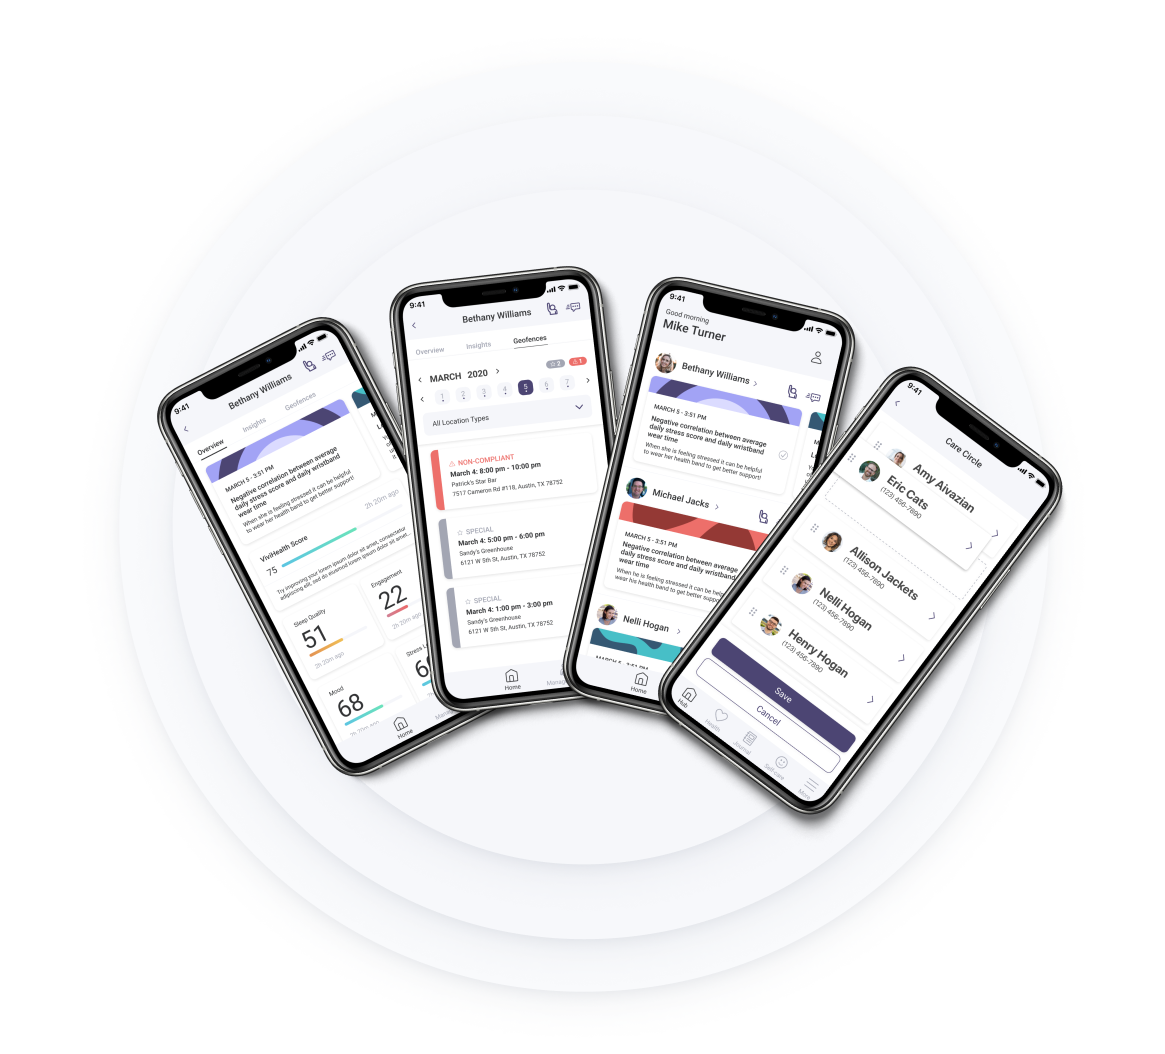 9:41
Bethany Williams
Overview
Insights
Geofences
MARCH 5 - 3:51 PM
Negative correlation between average
daily stress score and daily wristband
wear time
When she is feeling stressed it can be helpful
to wear her health band to get better support!
2h 20m ago
ViviHealth Score
75
Try improving your lorem ipsum dolor sit amet, consectetur
adipiscing elit, sed do eiusmod lorem ipsum dolor sit amet...
Sleep Quality
51
2h 20m ago
Engagement
22
2h 20m ago
Mood
68
2h 20m ago
Stress L
Home
9:41
Bethany Williams
Overview
Insights
Geofences
2
1
MARCH 2020
1 2 3 4 5 6 7
All Location Types
NON-COMPLIANT
March 4: 8:00 pm - 10:00 pm
Patrick's Star Bar
7517 Cameron Rd #118, Austin, TX 78752
SPECIAL
March 4: 5:00 pm - 6:00 pm
Sandy's Greenhouse
6121 W 5th St, Austin, TX 78752
SPECIAL
March 4: 1:00 pm - 3:00 pm
Sandy's Greenhouse
6121 W 5th St, Austin, TX 78752
Home
9:41
Good morning
Mike Turner
Bethany Williams
MARCH 5 - 3:51 PM
Negative correlation between average
daily stress score and daily wristband
wear time
When she is feeling stressed it can be helpful
to wear her health band to get better support!
Michael Jacks
MARCH 5 - 3:51 PM
Negative correlation between average
daily stress score and daily wristband
wear time
When he is feeling stressed it can be help
wear his health band to get better supp
Nelli Hogan
MARCH 5 - 3:51 PM
Home
9:41
Care Circle
Amy Aivazian
Eric Cats
(123) 456-7890
Allison Jackets
(123) 456-7890
Nelli Hogan
(123) 456-7890
Henry Hogan
(123) 456-7890
Save
Cancel
Hub
Health
Journal
Self-care
More